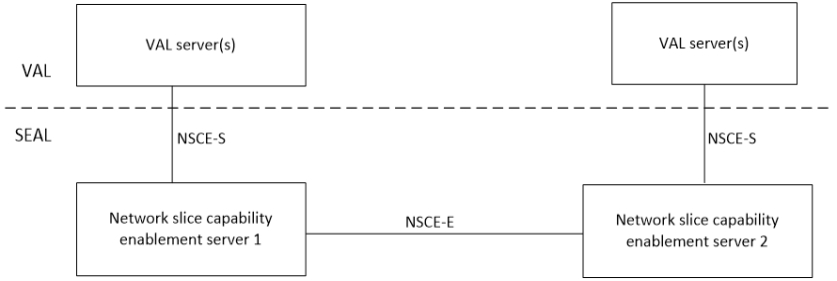 VAL server(s)
VAL server(s)
VAL
SEAL
NSCE-S
NSCE-S
Network slice capability
enablement server 1
NSCE-E
Network slice capability
enablement server 2